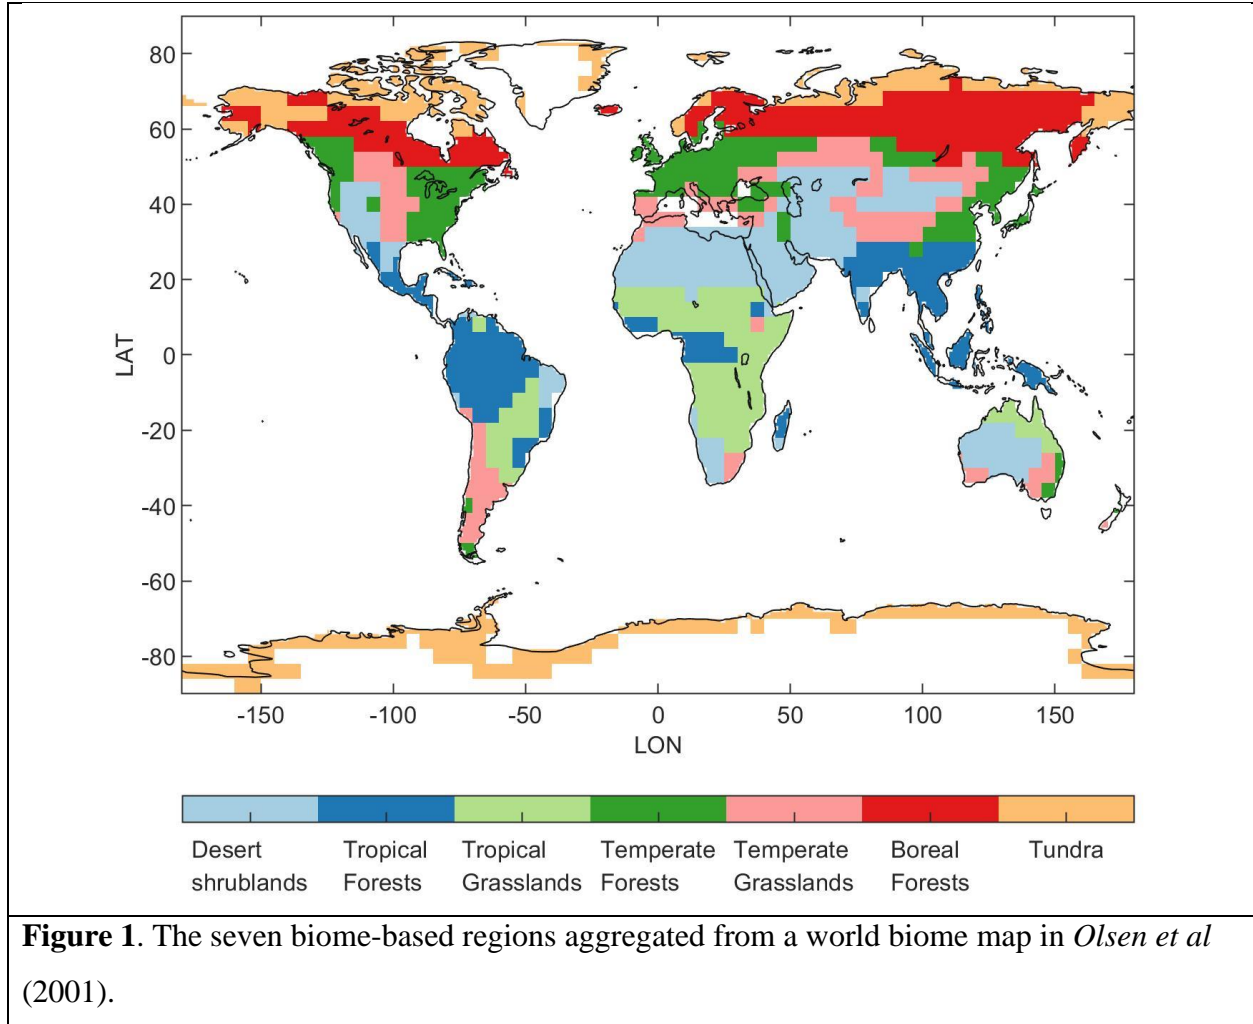 80
60
40
20
0
-20
-40
-60
-80
LAT
-150 -100 -50 0 50 100 150
LON
Desert shrublands
Tropical Forests
Tropical Grasslands
Temperate Forests
Temperate Grasslands
Boreal Forests
Tundra
Figure 1. The seven biome-based regions aggregated from a world biome map in Olsen et al
(2001).